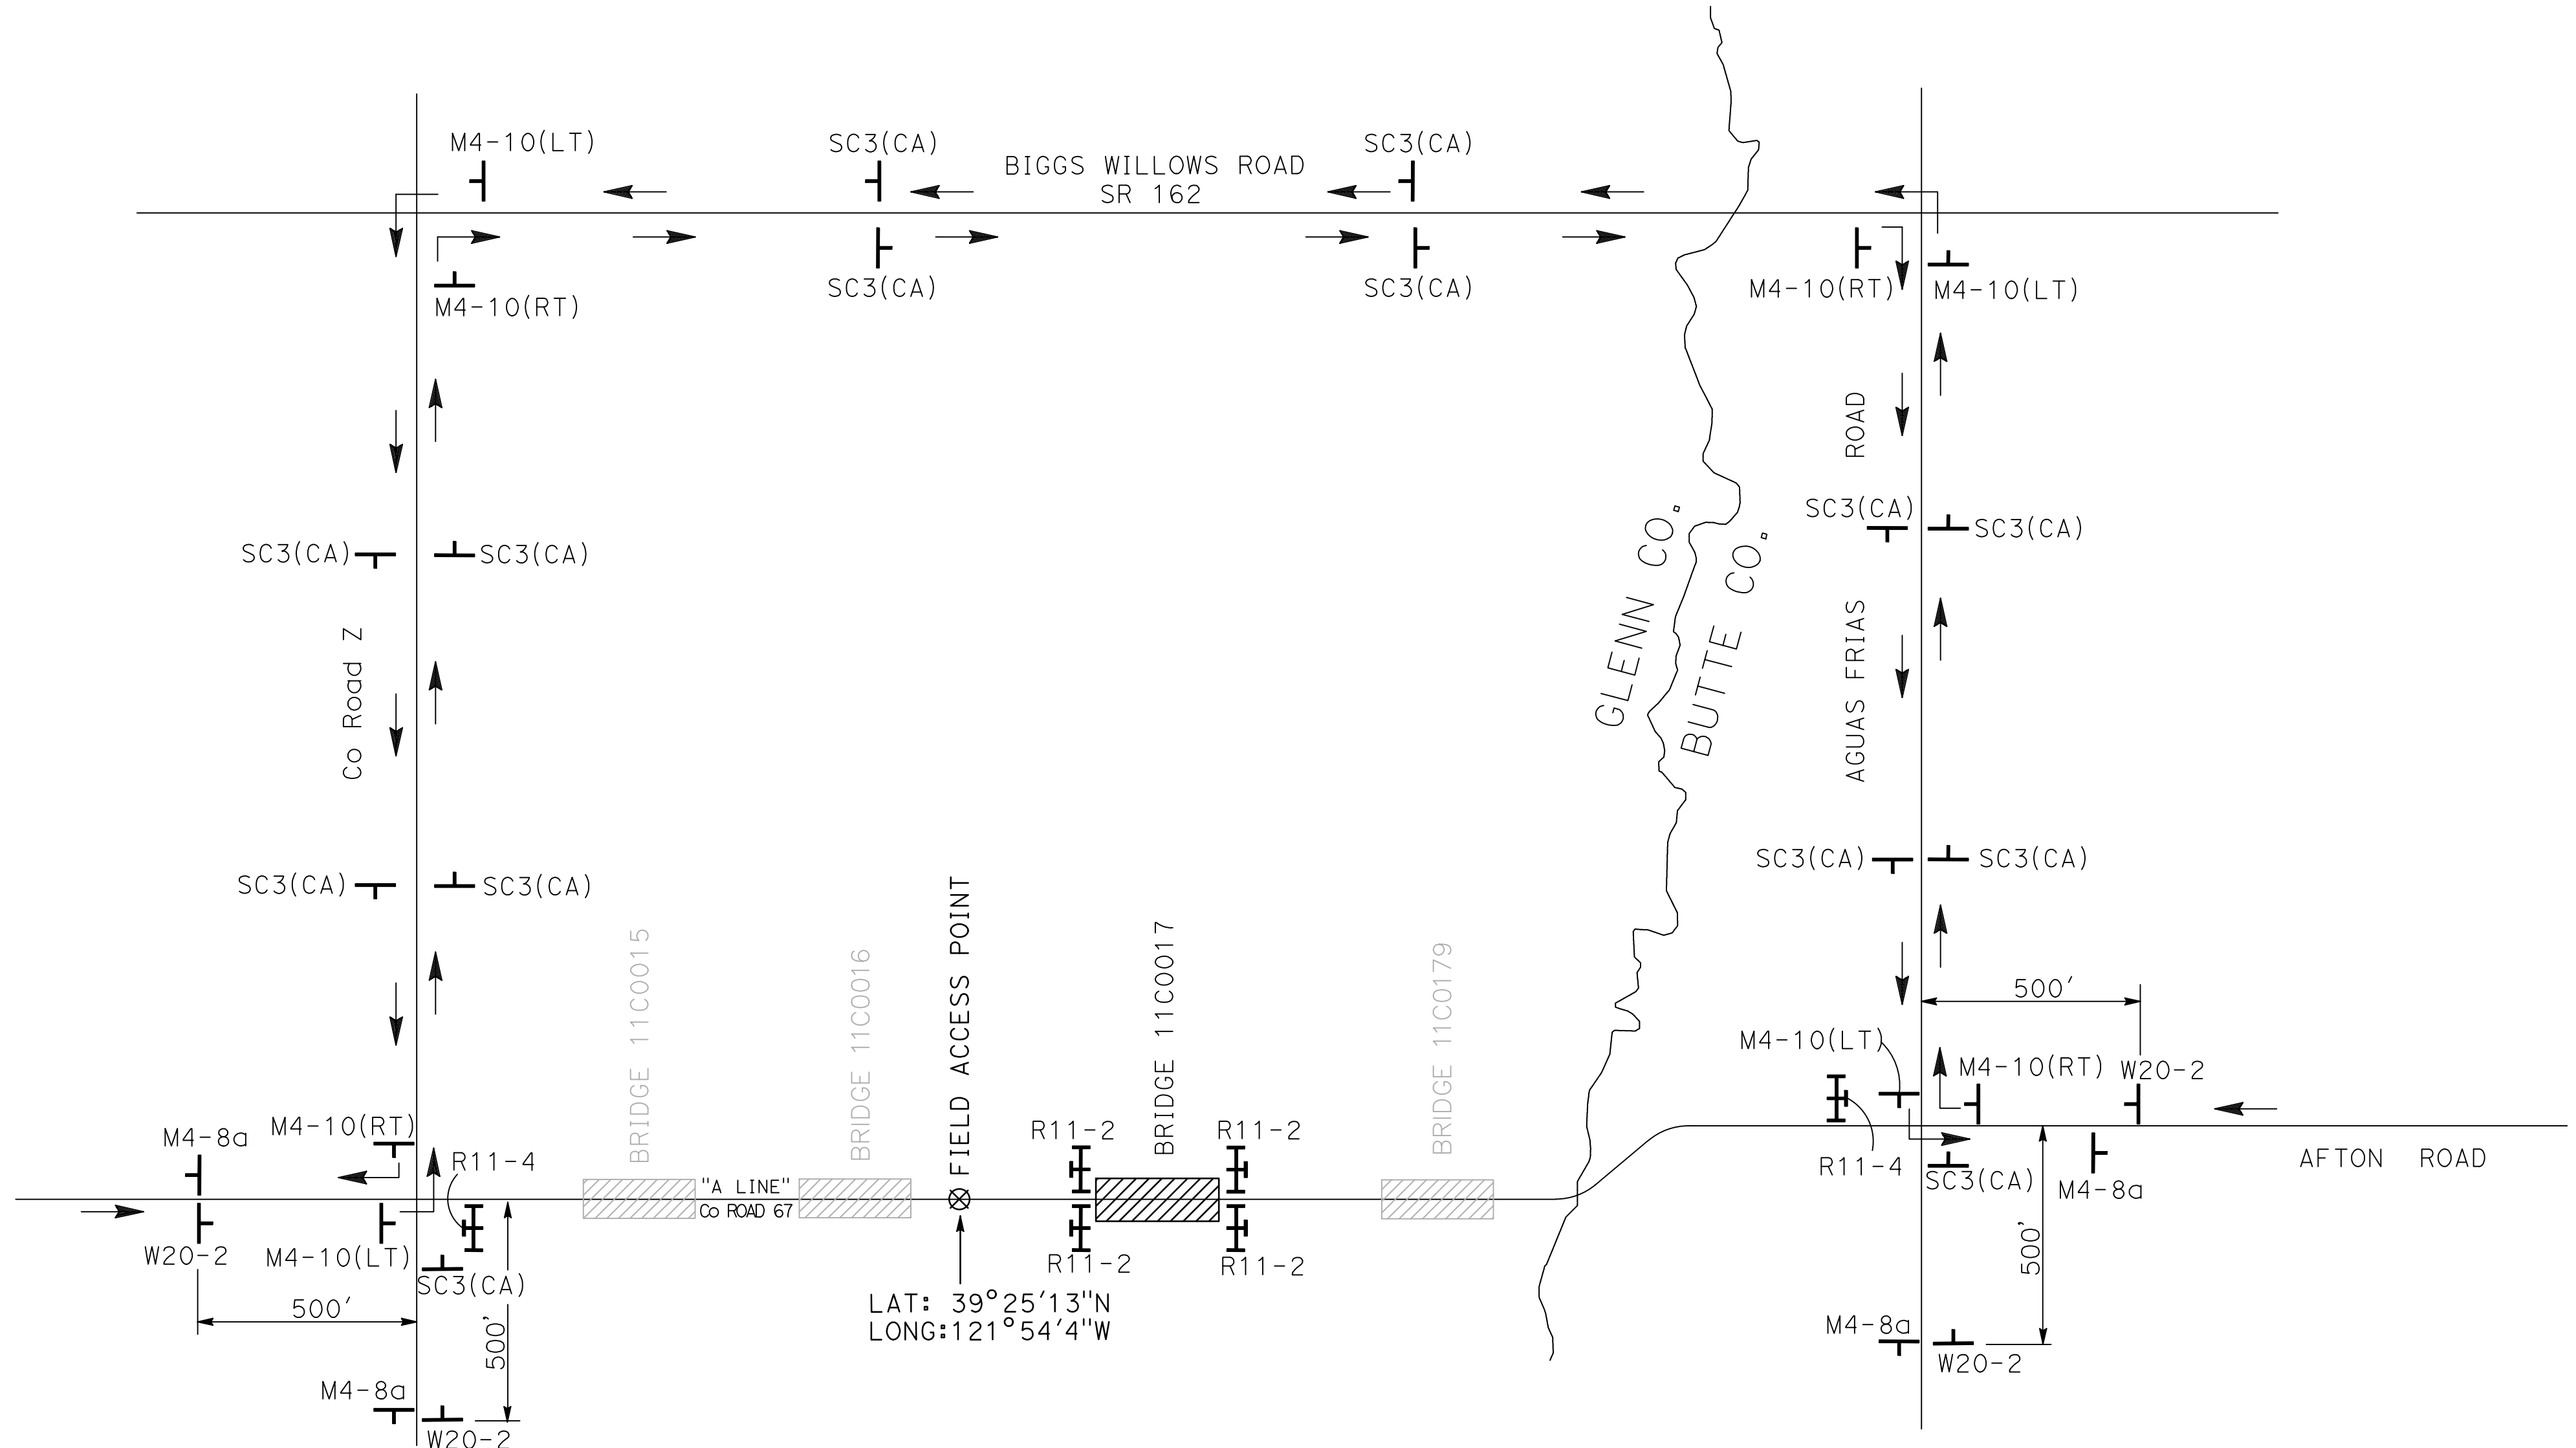 M4-10(LT)
SC3(CA)
SC3(CA)
BIGGS WILLOWS ROAD
SR 162
M4-10(RT)
SC3(CA)
SC3(CA)
M4-10(RT)
M4-10(LT)
ROAD
AGUAS FRIAS
SC3(CA)
SC3(CA)
GLENN CO.
BUTTE CO.
SC3(CA)
SC3(CA)
Co Road Z
SC3(CA)
SC3(CA)
SC3(CA)
SC3(CA)
BRIDGE 11C0015
BRIDGE 11C0016
FIELD ACCESS POINT
BRIDGE 11C0017
BRIDGE 11C0179
500'
M4-10(LT)
M4-10(RT)
W20-2
M4-8a
M4-10(RT)
R11-4
R11-2
R11-2
R11-4
SC3(CA)
M4-8a
AFTON ROAD
"A LINE"
Co ROAD 67
W20-2
M4-10(LT)
SC3(CA)
R11-2
R11-2
500'
500'
500'
LAT: 39°25'13"N
LONG:121°54'4"W
M4-8a
W20-2
M4-8a
W20-2